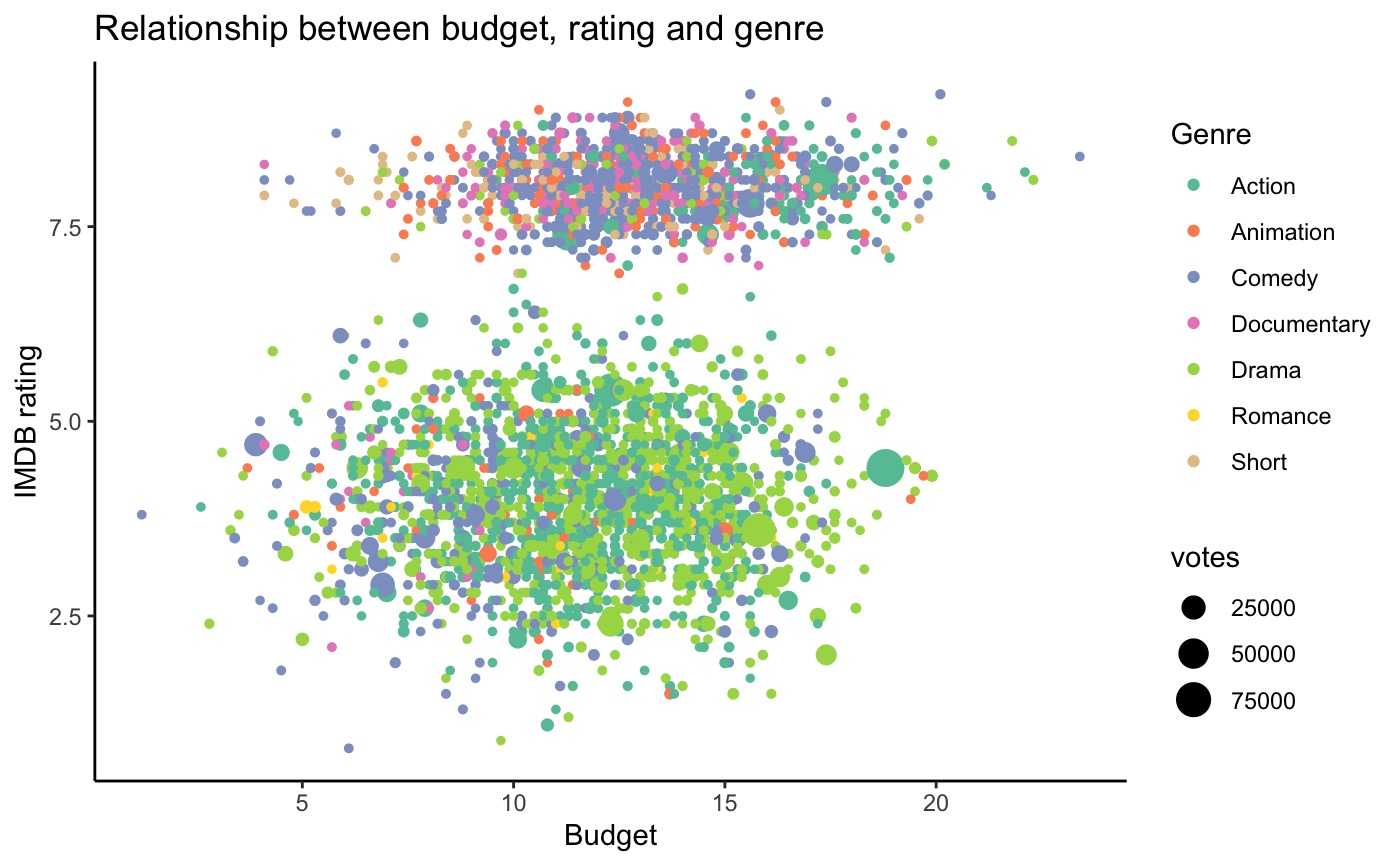 Relationship between budget, rating and genre
IMDB rating
7.5
5.0
2.5
5
10
15
20
Budget
Genre
Action
Animation
Comedy
Documentary
Drama
Romance
Short
votes
25000
50000
75000